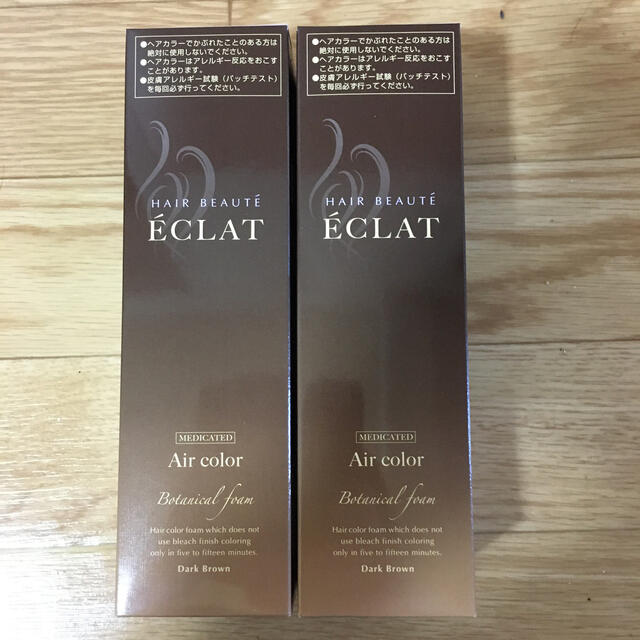 ●ヘアカラーでかぶれたことのある方は
絶対に使用しないでください。
●ヘアカラーはアレルギー反応をおこす
ことがあります。
●皮膚アレルギー試験（パッチテスト）
を毎回必ず行ってください。
HAIR BEAUTÉ
ÉCLAT
MEDICATED
Air color
Botanical foam
Hair color foam which does not
use bleach finish coloring
only in five to fifteen minutes.
Dark Brown
●ヘアカラーでかぶれたことのある方は
絶対に使用しないでください。
●ヘアカラーはアレルギー反応をおこす
ことがあります。
●皮膚アレルギー試験（パッチテスト）
を毎回必ず行ってください。
HAIR BEAUTÉ
ÉCLAT
MEDICATED
Air color
Botanical foam
Hair color foam which does not
use bleach finish coloring
only in five to fifteen minutes.
Dark Brown